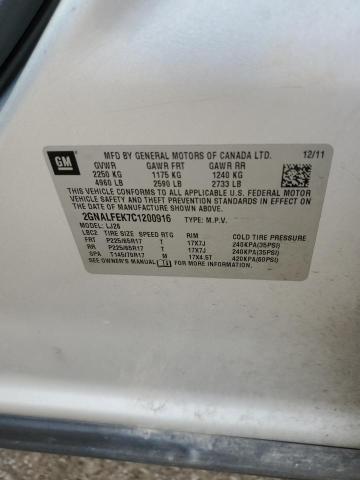 GM
MFD BY GENERAL MOTORS OF CANADA LTD. 12/11
GVWR GAWR FRT GAWR RR
2250 KG 1175 KG 1240 KG
4960 LB 2590 LB 2733 LB
THIS VEHICLE CONFORMS TO ALL APPLICABLE U.S. FEDERAL MOTOR
VEHICLE SAFETY, BUMPER, AND THEFT PREVENTION STANDARDS IN
EFFECT ON THE DATE OF MANUFACTURE SHOWN ABOVE.
2GNALFEK7C1200916 TYPE: M.P.V.
MODEL: LJ26
LBC2 TIRE SIZE SPEED RTG RIM COLD TIRE PRESSURE
FRT P225/65R17 T 17X7J 240KPA(35PSI)
RR P225/65R17 T 17X7J 240KPA(35PSI)
SPA T145/70R17 M 17X4.5T 420KPA(60PSI)
SEE OWNER'S MANUAL FOR ADDITIONAL INFORMATION.